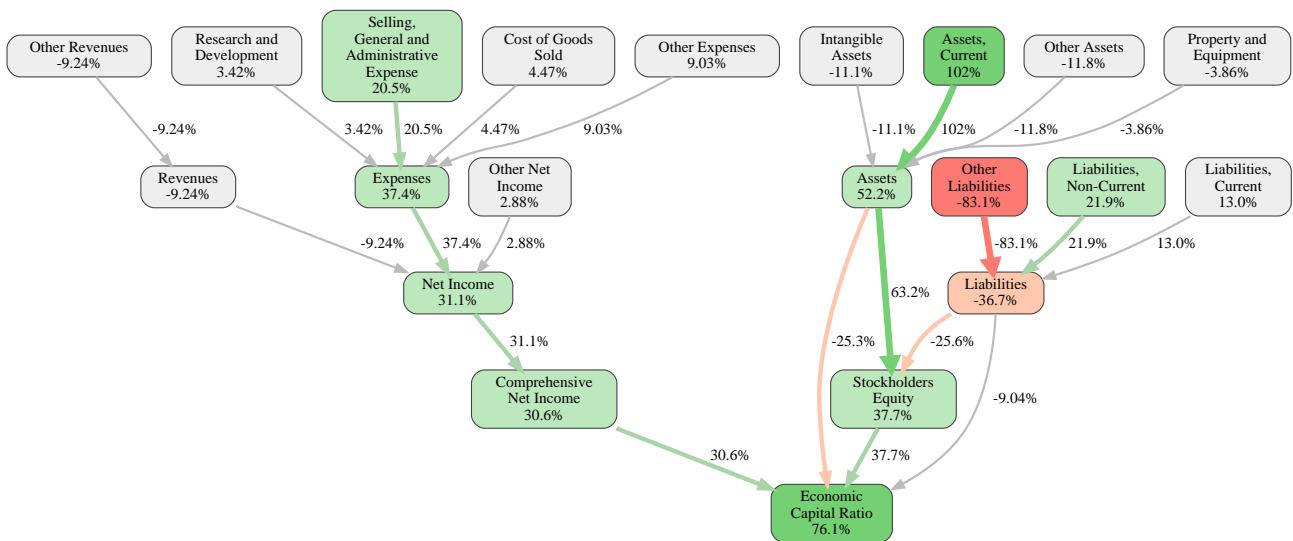 Other Revenues
-9.24%
Research and
Development
3.42%
Selling,
General and
Administrative
Expense
20.5%
Cost of Goods
Sold
4.47%
Other Expenses
9.03%
Intangible
Assets
-11.1%
Assets,
Current
102%
Other Assets
-11.8%
Property and
Equipment
-3.86%
-9.24%
3.42%
20.5%
4.47%
9.03%
-11.1%
102%
-11.8%
-3.86%
Revenues
-9.24%
Expenses
37.4%
Other Net
Income
2.88%
Assets
52.2%
Other
Liabilities
-83.1%
Liabilities,
Non-Current
21.9%
Liabilities,
Current
13.0%
-9.24%
37.4%
2.88%
-83.1%
21.9%
13.0%
Net Income
31.1%
63.2%
Liabilities
-36.7%
31.1%
-25.3%
-25.6%
Comprehensive
Net Income
30.6%
Stockholders
Equity
37.7%
-9.04%
30.6%
37.7%
Economic
Capital Ratio
76.1%